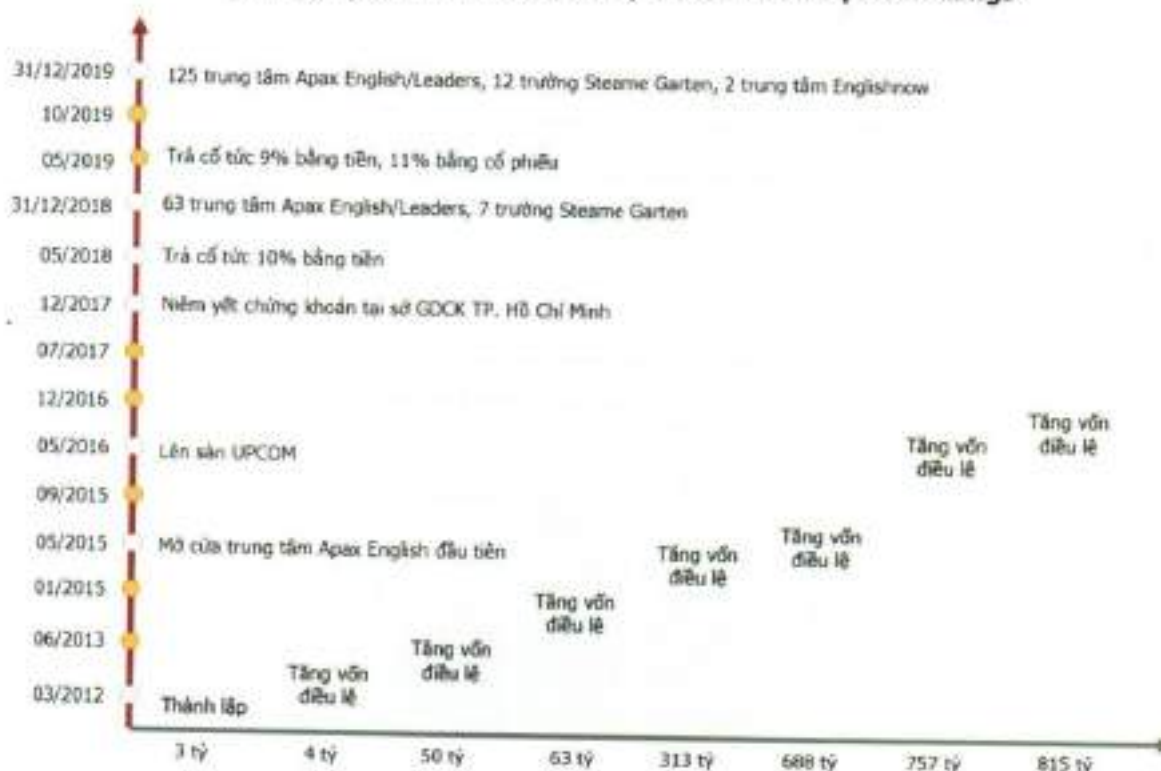 31/12/2019 125 trung tâm Apax English/Leaders, 12 trường Steame Garten, 2 trung tâm Englishnow
10/2019
05/2019 Trả cổ tức 9% bằng tiền, 11% bằng cổ phiếu
31/12/2018 63 trung tâm Apax English/Leaders, 7 trường Steame Garten
05/2018 Trả cổ tức 10% bằng tiền
12/2017 Niêm yết chứng khoán tại sở GDCK TP. Hồ Chí Minh
07/2017
12/2016
05/2016 Lên sàn UPCOM
09/2015
05/2015 Mở cửa trung tâm Apax English đầu tiên
01/2015
06/2013
03/2012 Thành lập
Tăng vốn
điều lệ
Tăng vốn
điều lệ
Tăng vốn
điều lệ
Tăng vốn
điều lệ
Tăng vốn
điều lệ
Tăng vốn
điều lệ
Tăng vốn
điều lệ
3 tỷ 4 tỷ 50 tỷ 63 tỷ 313 tỷ 688 tỷ 757 tỷ 815 tỷ